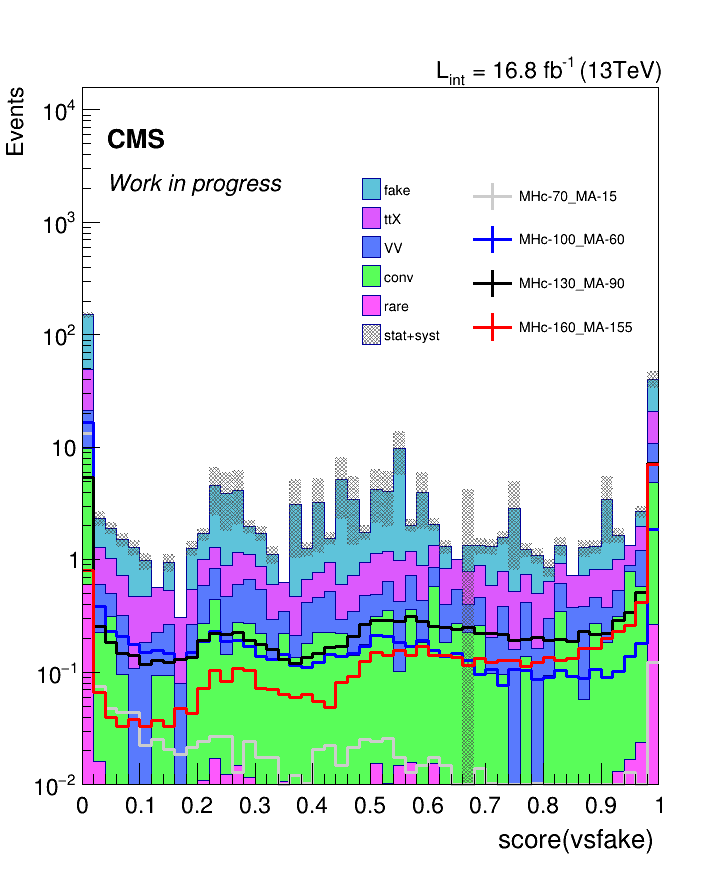 L_int = 16.8 fb^-1 (13TeV)
Events
CMS
Work in progress
fake
ttX
VV
conv
rare
stat+syst
MHc-70_MA-15
MHc-100_MA-60
MHc-130_MA-90
MHc-160_MA-155
10^4
10^3
10^2
10
1
10^−1
10^−2
0 0.1 0.2 0.3 0.4 0.5 0.6 0.7 0.8 0.9 1
score(vsfake)